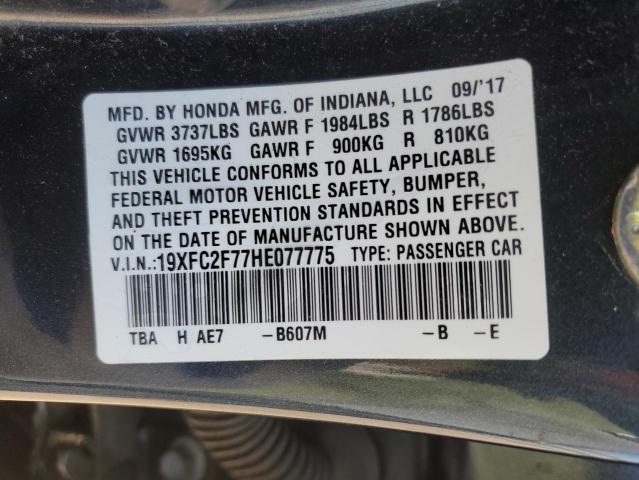 MFD. BY HONDA MFG. OF INDIANA, LLC 09/'17
GVWR 3737LBS GAWR F 1984LBS R 1786LBS
GVWR 1695KG GAWR F 900KG R 810KG
THIS VEHICLE CONFORMS TO ALL APPLICABLE
FEDERAL MOTOR VEHICLE SAFETY, BUMPER,
AND THEFT PREVENTION STANDARDS IN EFFECT
ON THE DATE OF MANUFACTURE SHOWN ABOVE.
V.I.N.:19XFC2F77HE077775 TYPE: PASSENGER CAR
TBA H AE7 -B607M -B -E